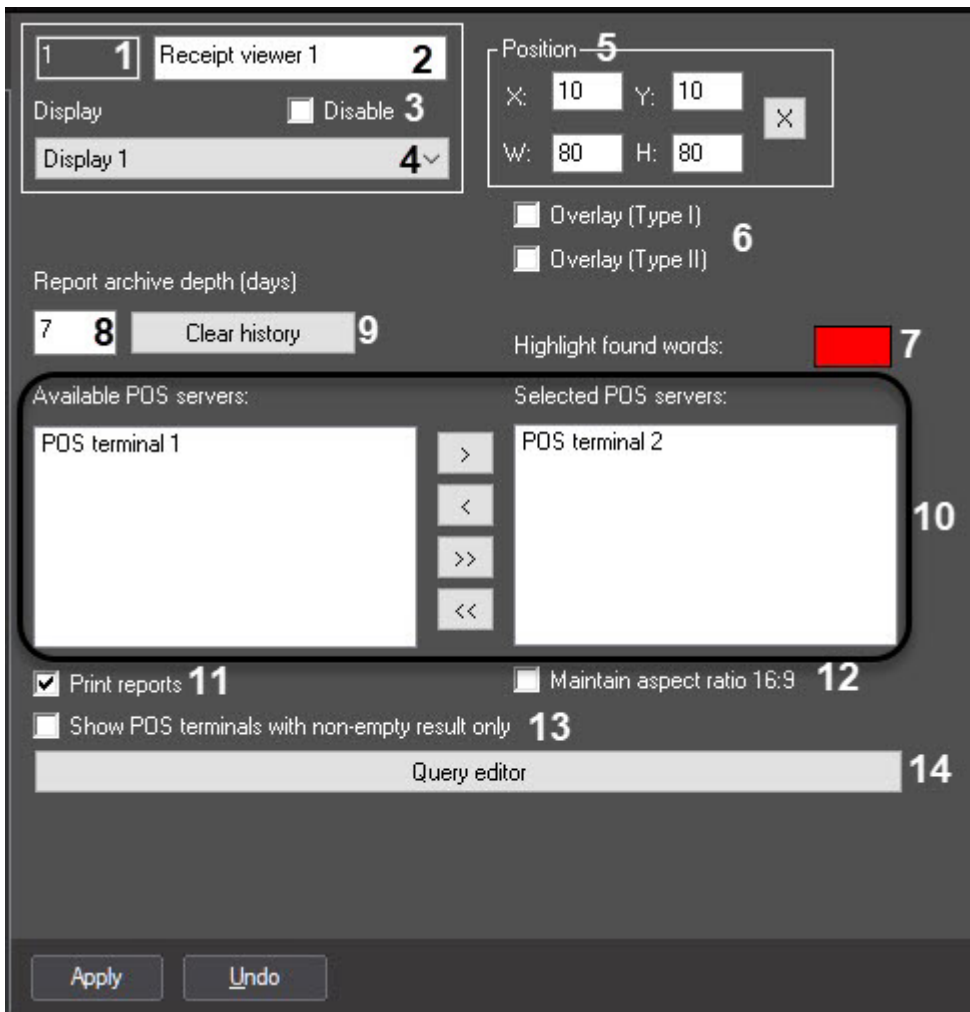 1 1 Receipt viewer 1 2
Display Disable 3
Display 1 4
Position 5
X: 10 Y: 10 X
W: 80 H: 80
Overlay (Type I)
Overlay (Type II)
6
Report archive depth (days)
7 8 Clear history 9
Highlight found words: 7
Available POS servers: Selected POS servers:
POS terminal 1 > POS terminal 2
<
>>
<<
10
Print reports 11 Maintain aspect ratio 16:9 12
Show POS terminals with non-empty result only 13
Query editor 14
Apply Undo